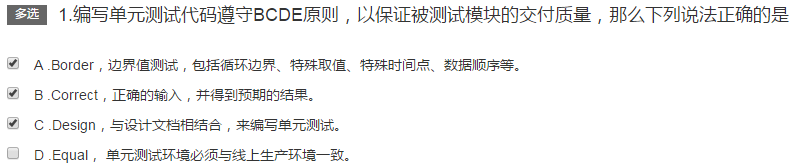 多选 1.编写单元测试代码遵守BCDE原则，以保证被测试模块的交付质量，那么下列说法正确的是
A .Border，边界值测试，包括循环边界、特殊取值、特殊时间点、数据顺序等。
B .Correct，正确的输入，并得到预期的结果。
C .Design，与设计文档相结合，来编写单元测试。
D .Equal， 单元测试环境必须与线上生产环境一致。